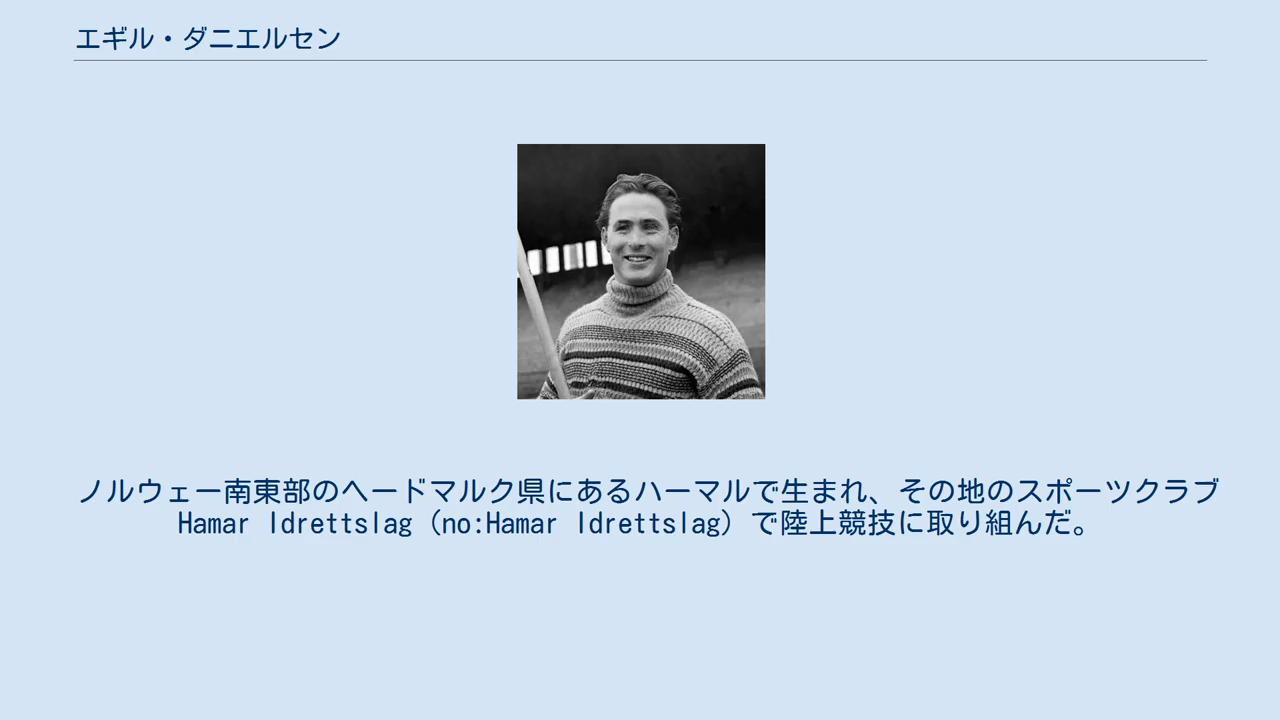 エギル・ダニエルセン
ノルウェー南東部のヘードマルク県にあるハーマルで生まれ、その地のスポーツクラブ
Hamar Idrettslag（no:Hamar Idrettslag）で陸上競技に取り組んだ。